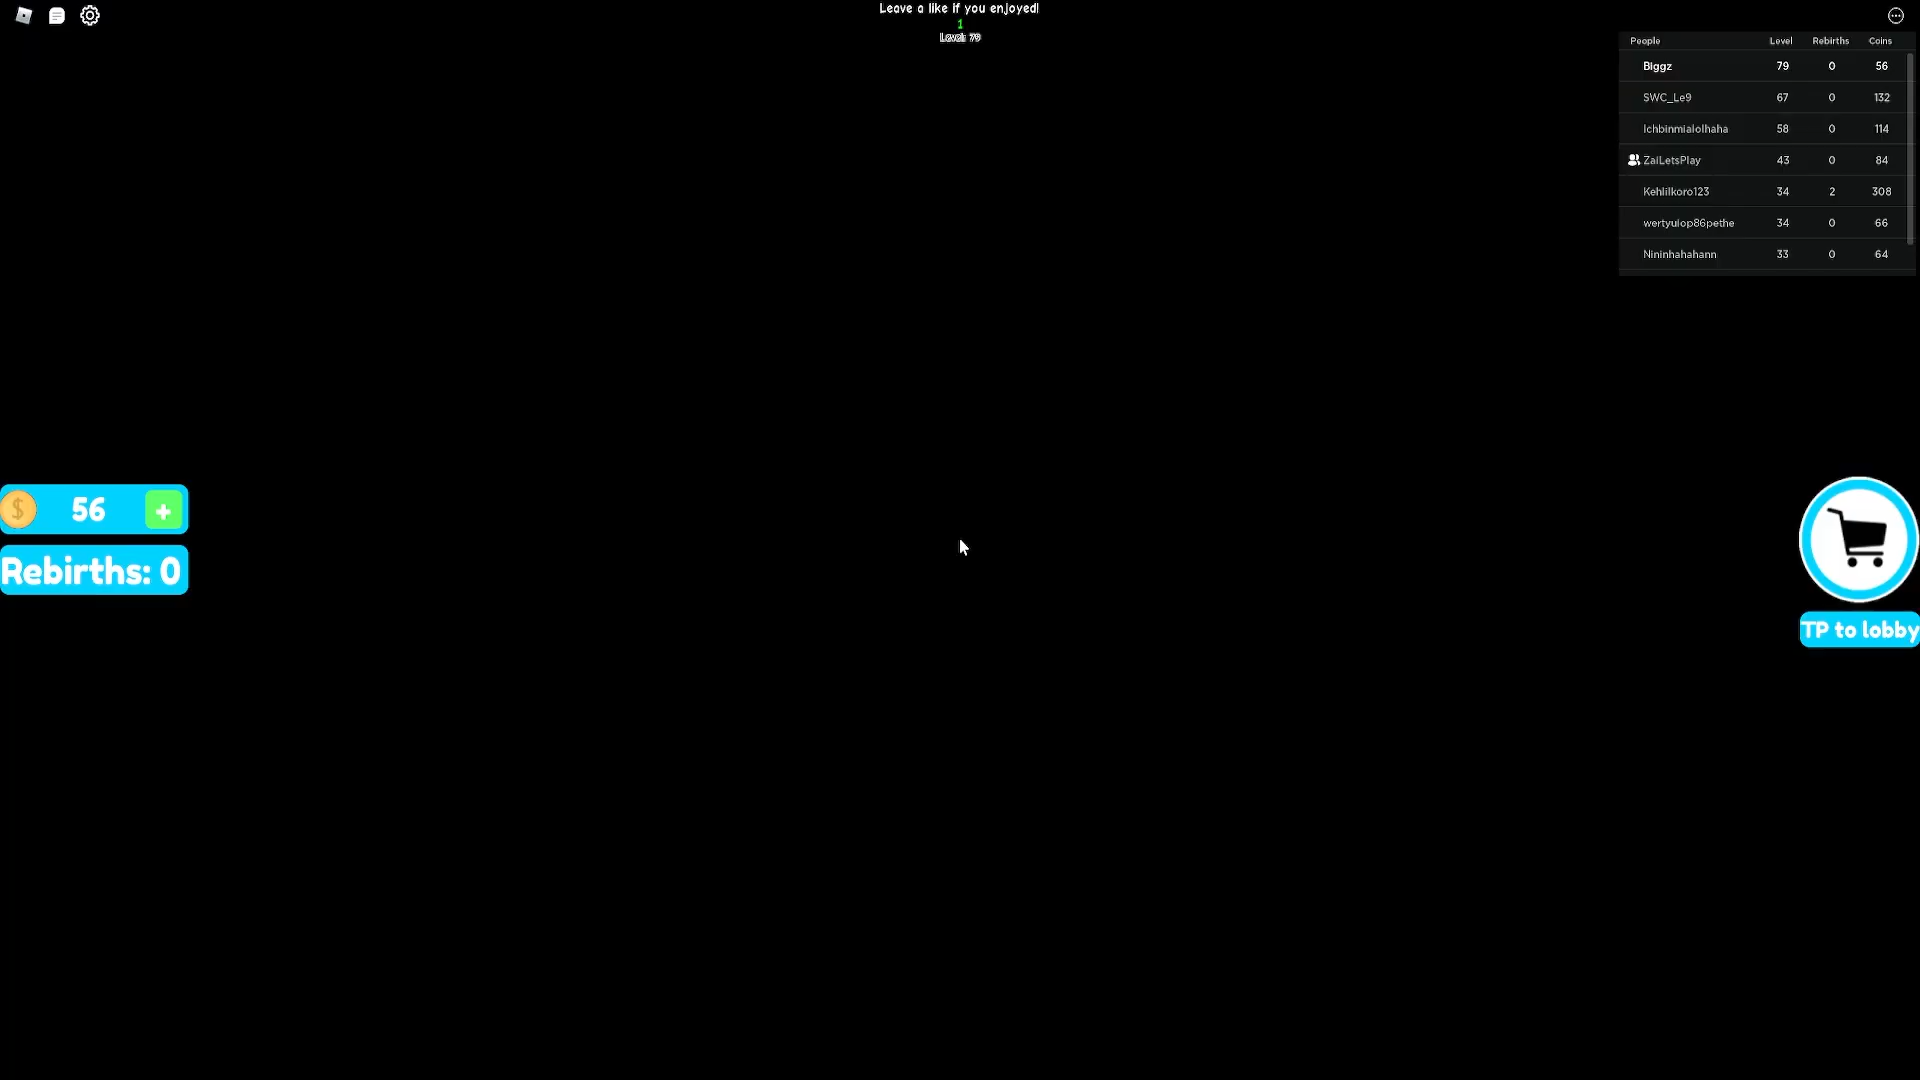 Leave a like if you enjoyed!
1
Level: 79
People Level Rebirths Coins
Biggz 79 0 56
SWC_Le9 67 0 132
Ichbinmialolhaha 58 0 114
ZaiLetsPlay 43 0 84
Kehlilkoro123 34 2 308
wertyuiop86pethe 34 0 66
Nininhahahann 33 0 64
$ 56 +
Rebirths: 0
TP to lobby